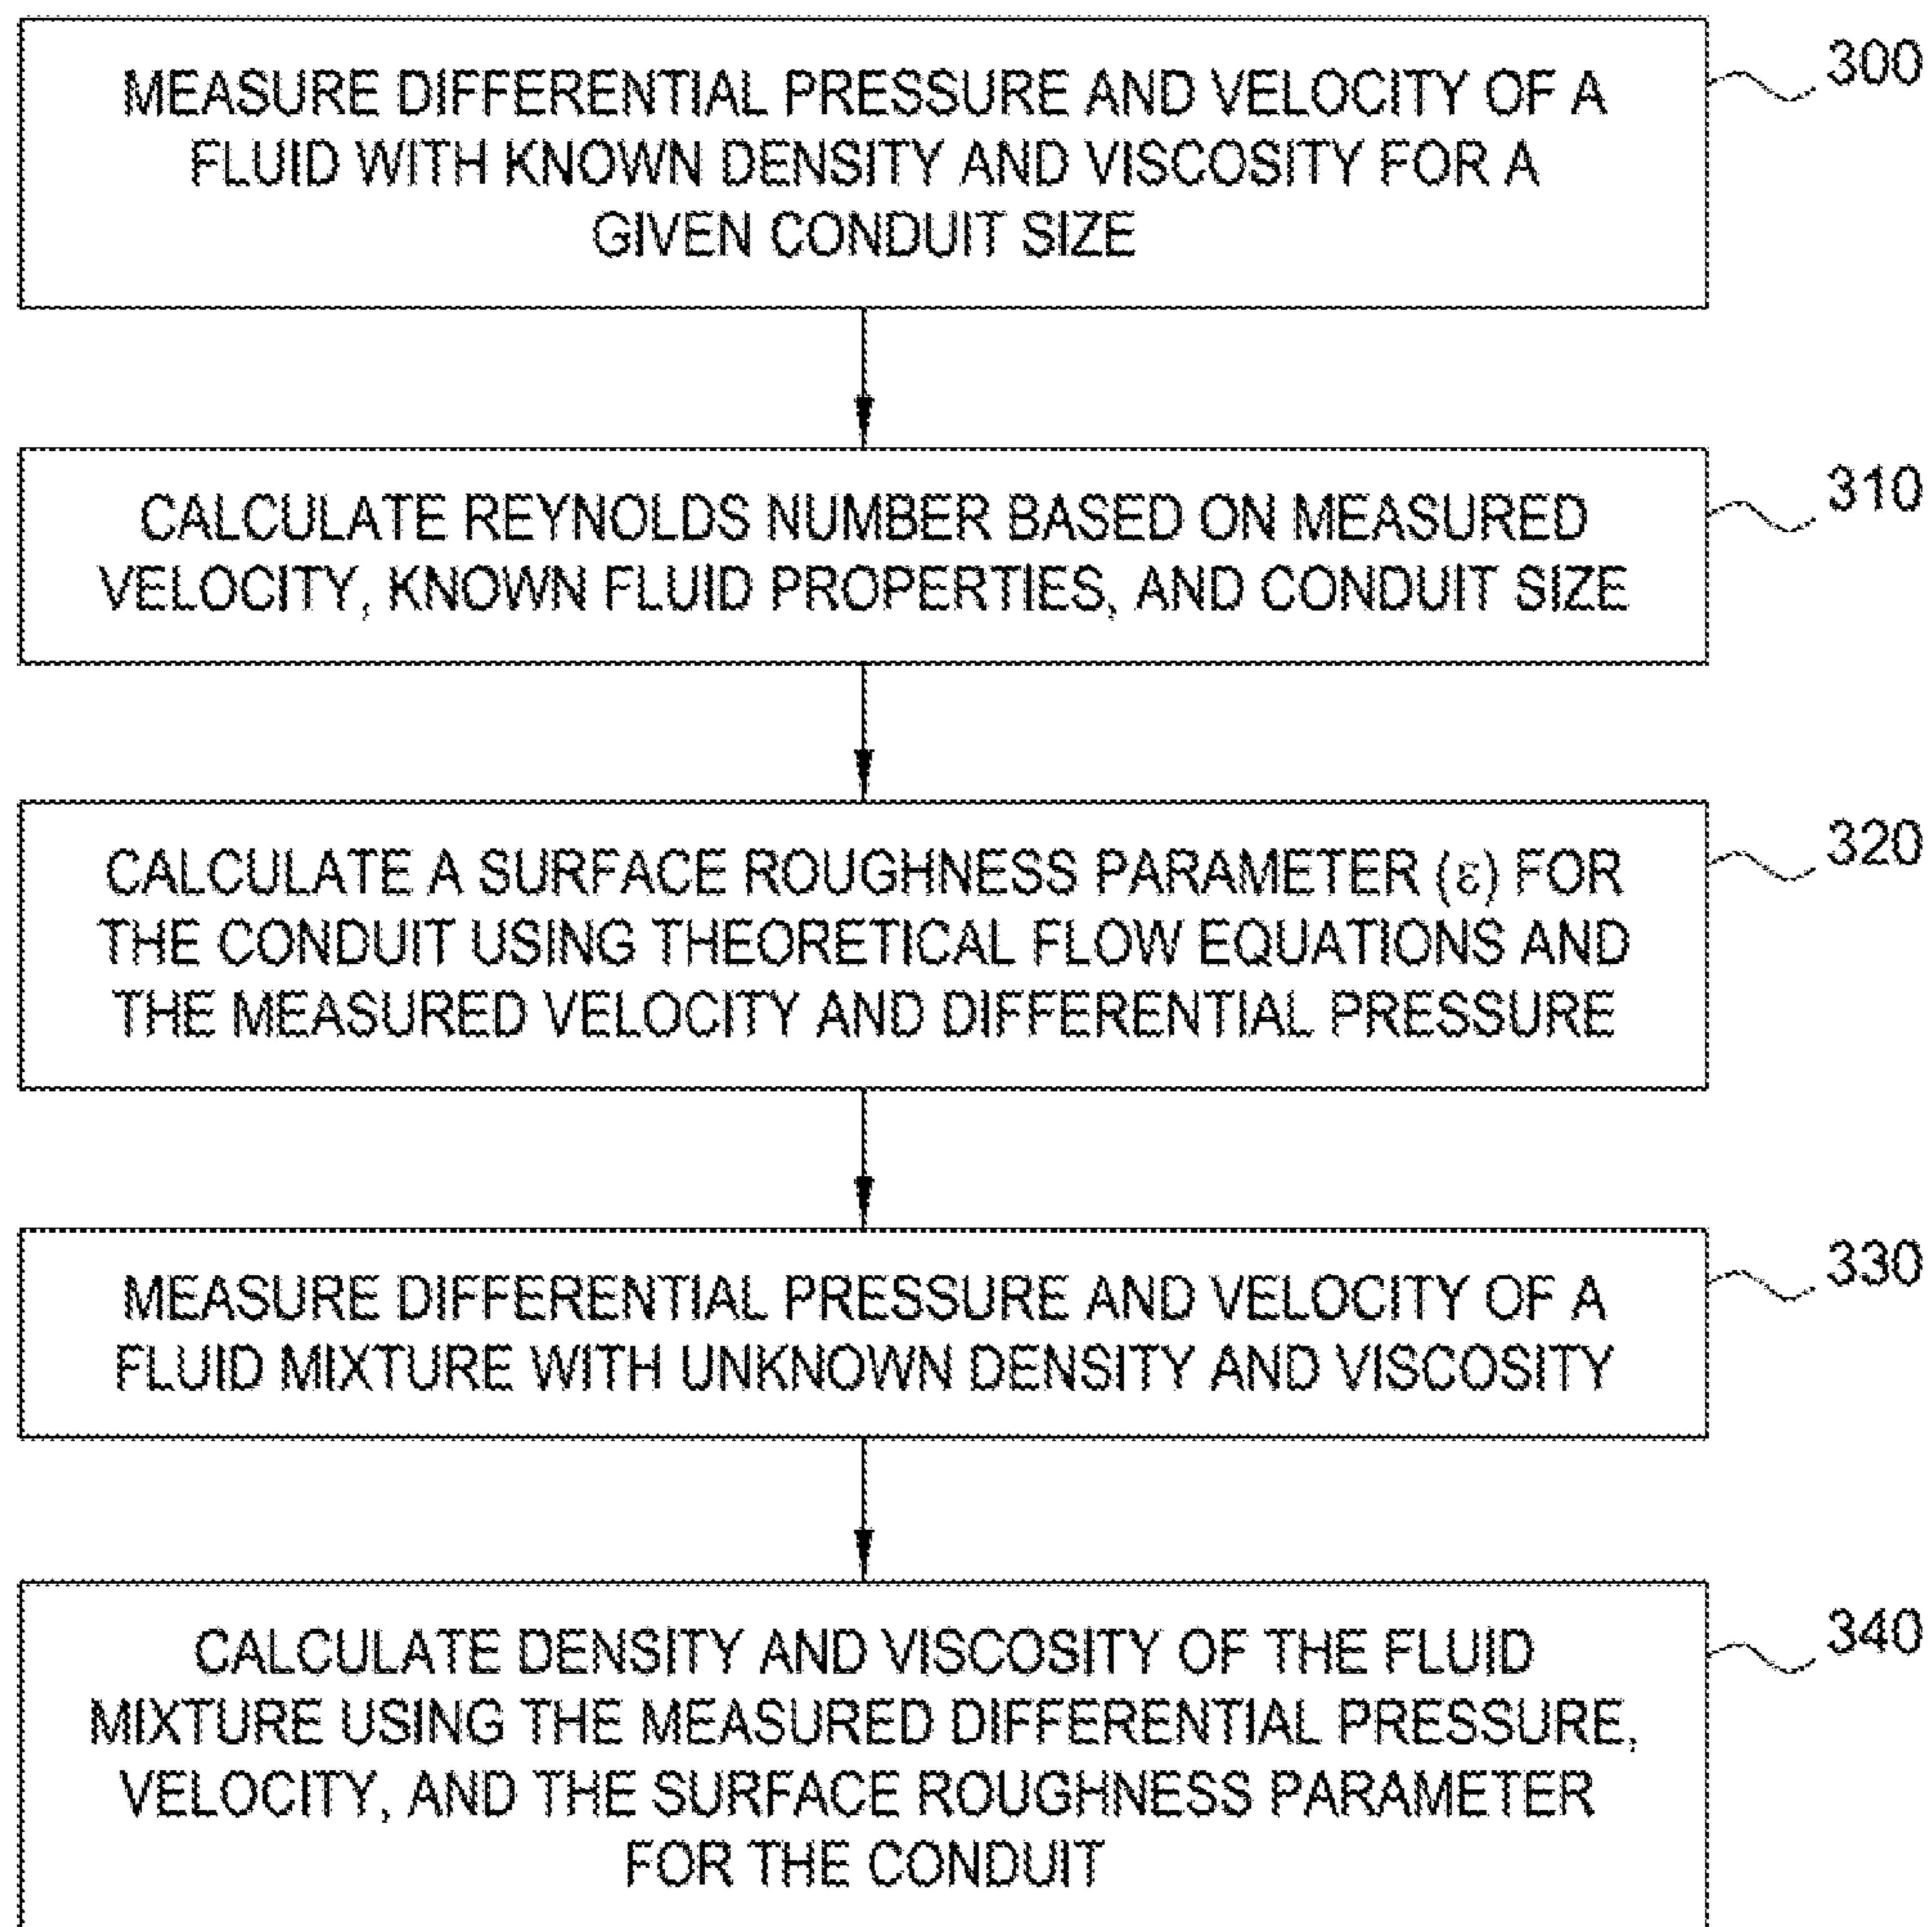 MEASURE DIFFERENTIAL PRESSURE AND VELOCITY OF A
FLUID WITH KNOWN DENSITY AND VISCOSITY FOR A
GIVEN CONDUIT SIZE
300
CALCULATE REYNOLDS NUMBER BASED ON MEASURED
VELOCITY, KNOWN FLUID PROPERTIES, AND CONDUIT SIZE
310
CALCULATE A SURFACE ROUGHNESS PARAMETER (ε) FOR
THE CONDUIT USING THEORETICAL FLOW EQUATIONS AND
THE MEASURED VELOCITY AND DIFFERENTIAL PRESSURE
320
MEASURE DIFFERENTIAL PRESSURE AND VELOCITY OF A
FLUID MIXTURE WITH UNKNOWN DENSITY AND VISCOSITY
330
CALCULATE DENSITY AND VISCOSITY OF THE FLUID
MIXTURE USING THE MEASURED DIFFERENTIAL PRESSURE,
VELOCITY, AND THE SURFACE ROUGHNESS PARAMETER
FOR THE CONDUIT
340